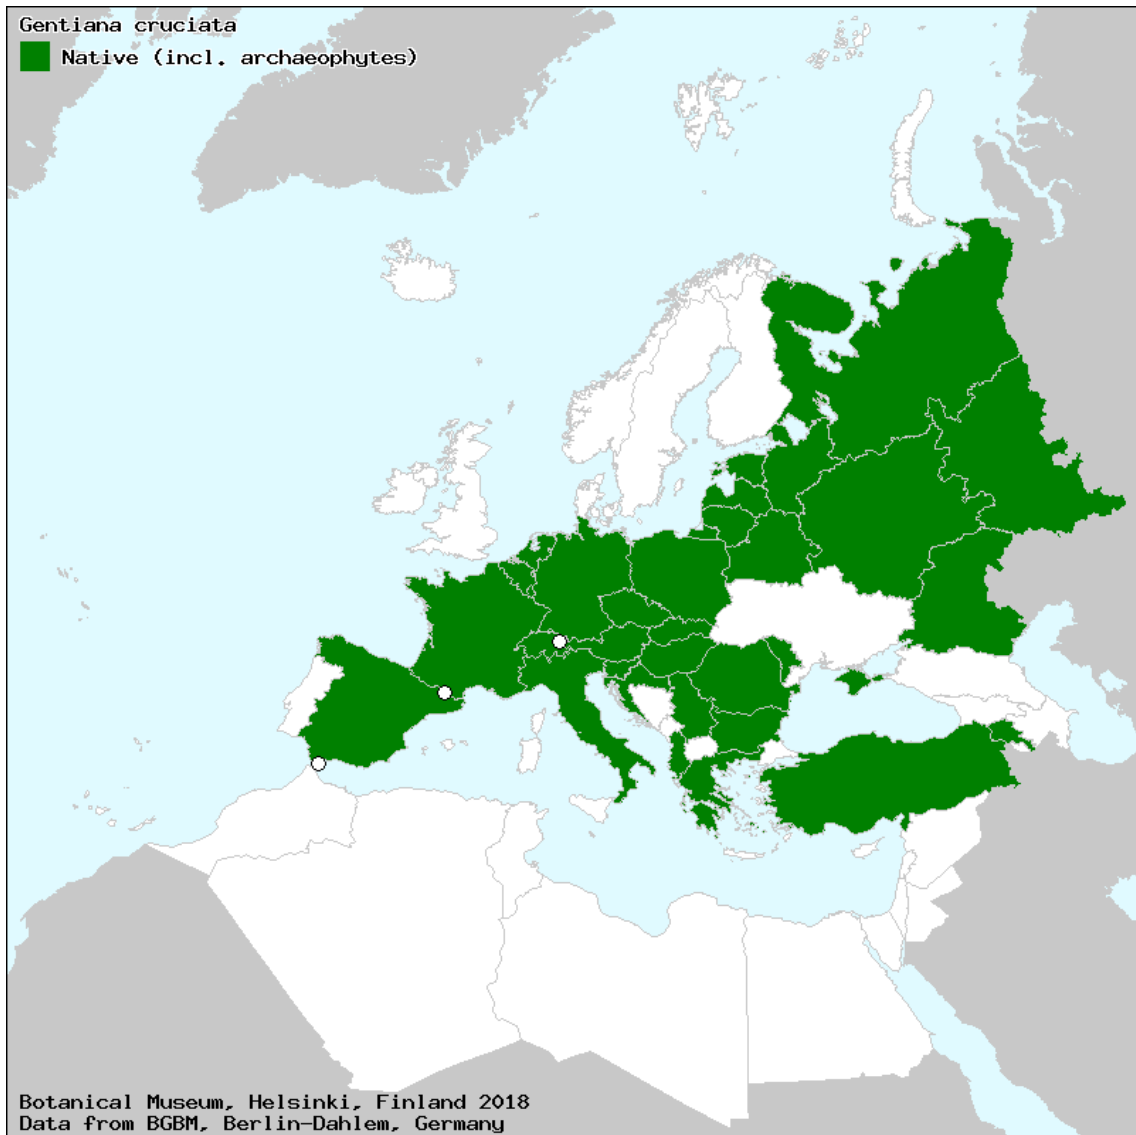 Gentiana cruciata
Native (incl. archaeophytes)
Botanical Museum, Helsinki, Finland 2018
Data from BGBM, Berlin-Dahlem, Germany